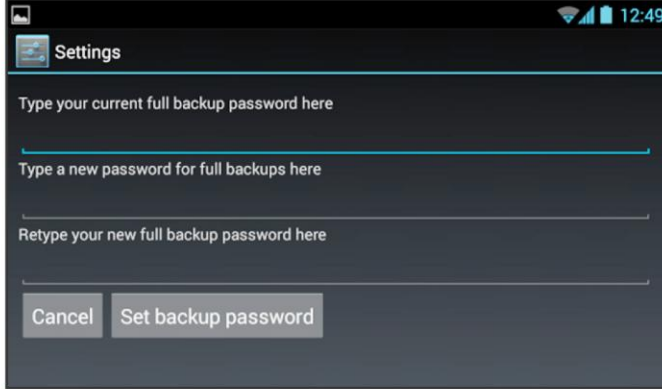 12:49
Settings
Type your current full backup password here
Type a new password for full backups here
Retype your new full backup password here
Cancel Set backup password